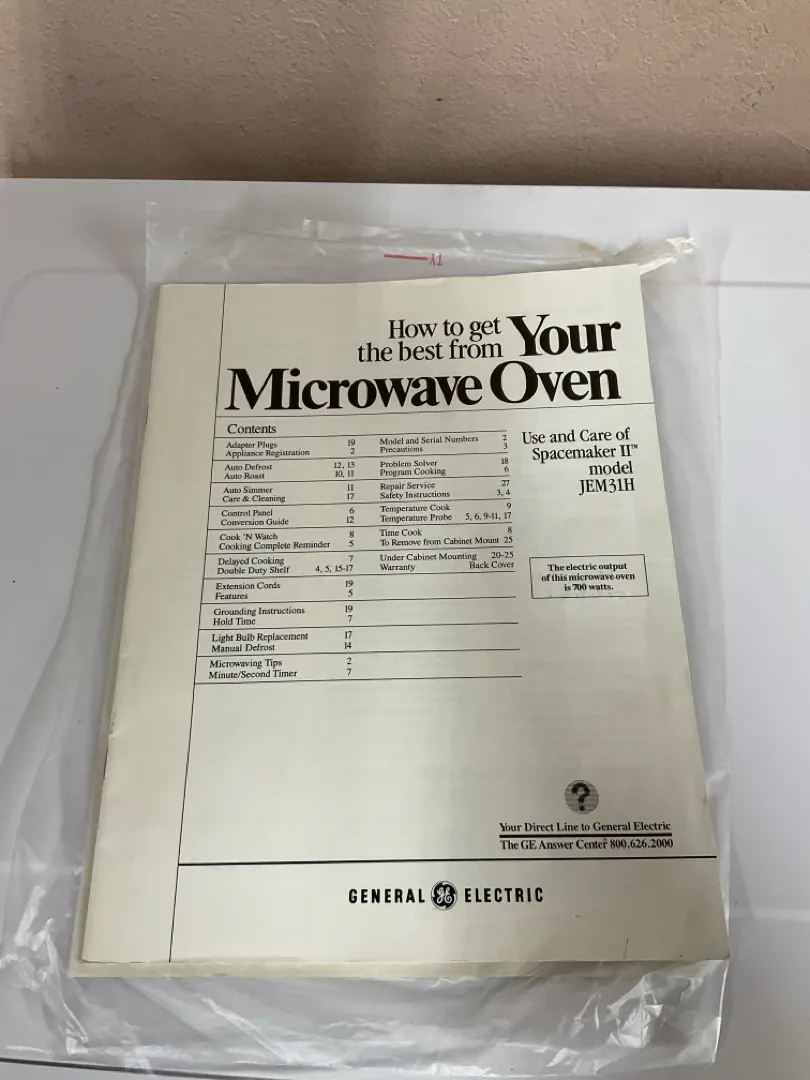 How to get
the best from Your
Microwave Oven
Contents
Adapter Plugs 19
Appliance Registration 2
Auto Defrost 12, 13
Auto Roast 10, 11
Auto Simmer 11
Care & Cleaning 17
Control Panel 6
Conversion Guide 12
Cook 'N Watch 8
Cooking Complete Reminder 5
Delayed Cooking 7
Double Duty Shelf 4, 5, 15-17
Extension Cords 19
Features 5
Grounding Instructions 19
Hold Time 7
Light Bulb Replacement 17
Manual Defrost 14
Microwaving Tips 2
Minute/Second Timer 7
Model and Serial Numbers 2
Precautions 3
Problem Solver 18
Program Cooking 6
Repair Service 27
Safety Instructions 3, 4
Temperature Cook 9
Temperature Probe 5, 6, 9-11, 17
Time Cook 8
To Remove from Cabinet Mount 25
Under Cabinet Mounting 20-25
Warranty Back Cover
Use and Care of
Spacemaker II™
model
JEM31H
The electric output
of this microwave oven
is 700 watts.
?
Your Direct Line to General Electric
The GE Answer Center® 800.626.2000
GENERAL GE ELECTRIC